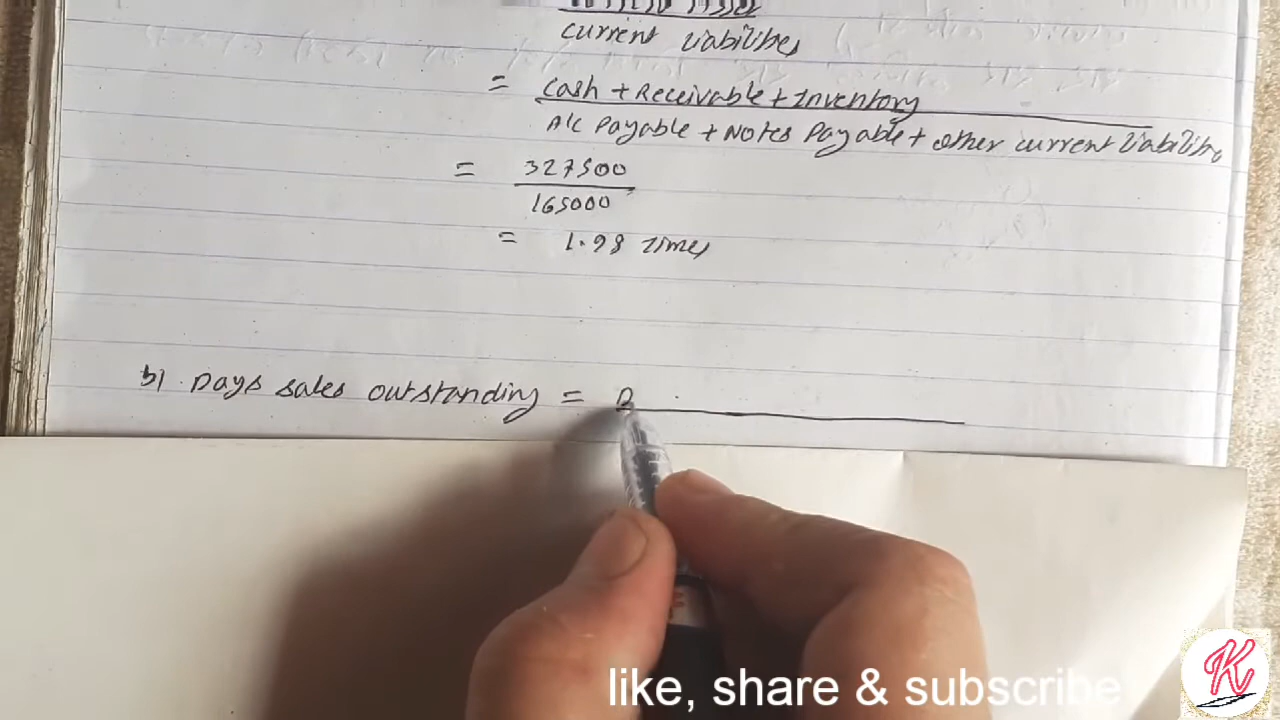 current liabilities
= Cash + Receivable + Inventory
A/c Payable + Notes Payable + other current liabilities
= 327500
165000
= 1.98 times
b) Days sales outstanding =
like, share & subscribe
K